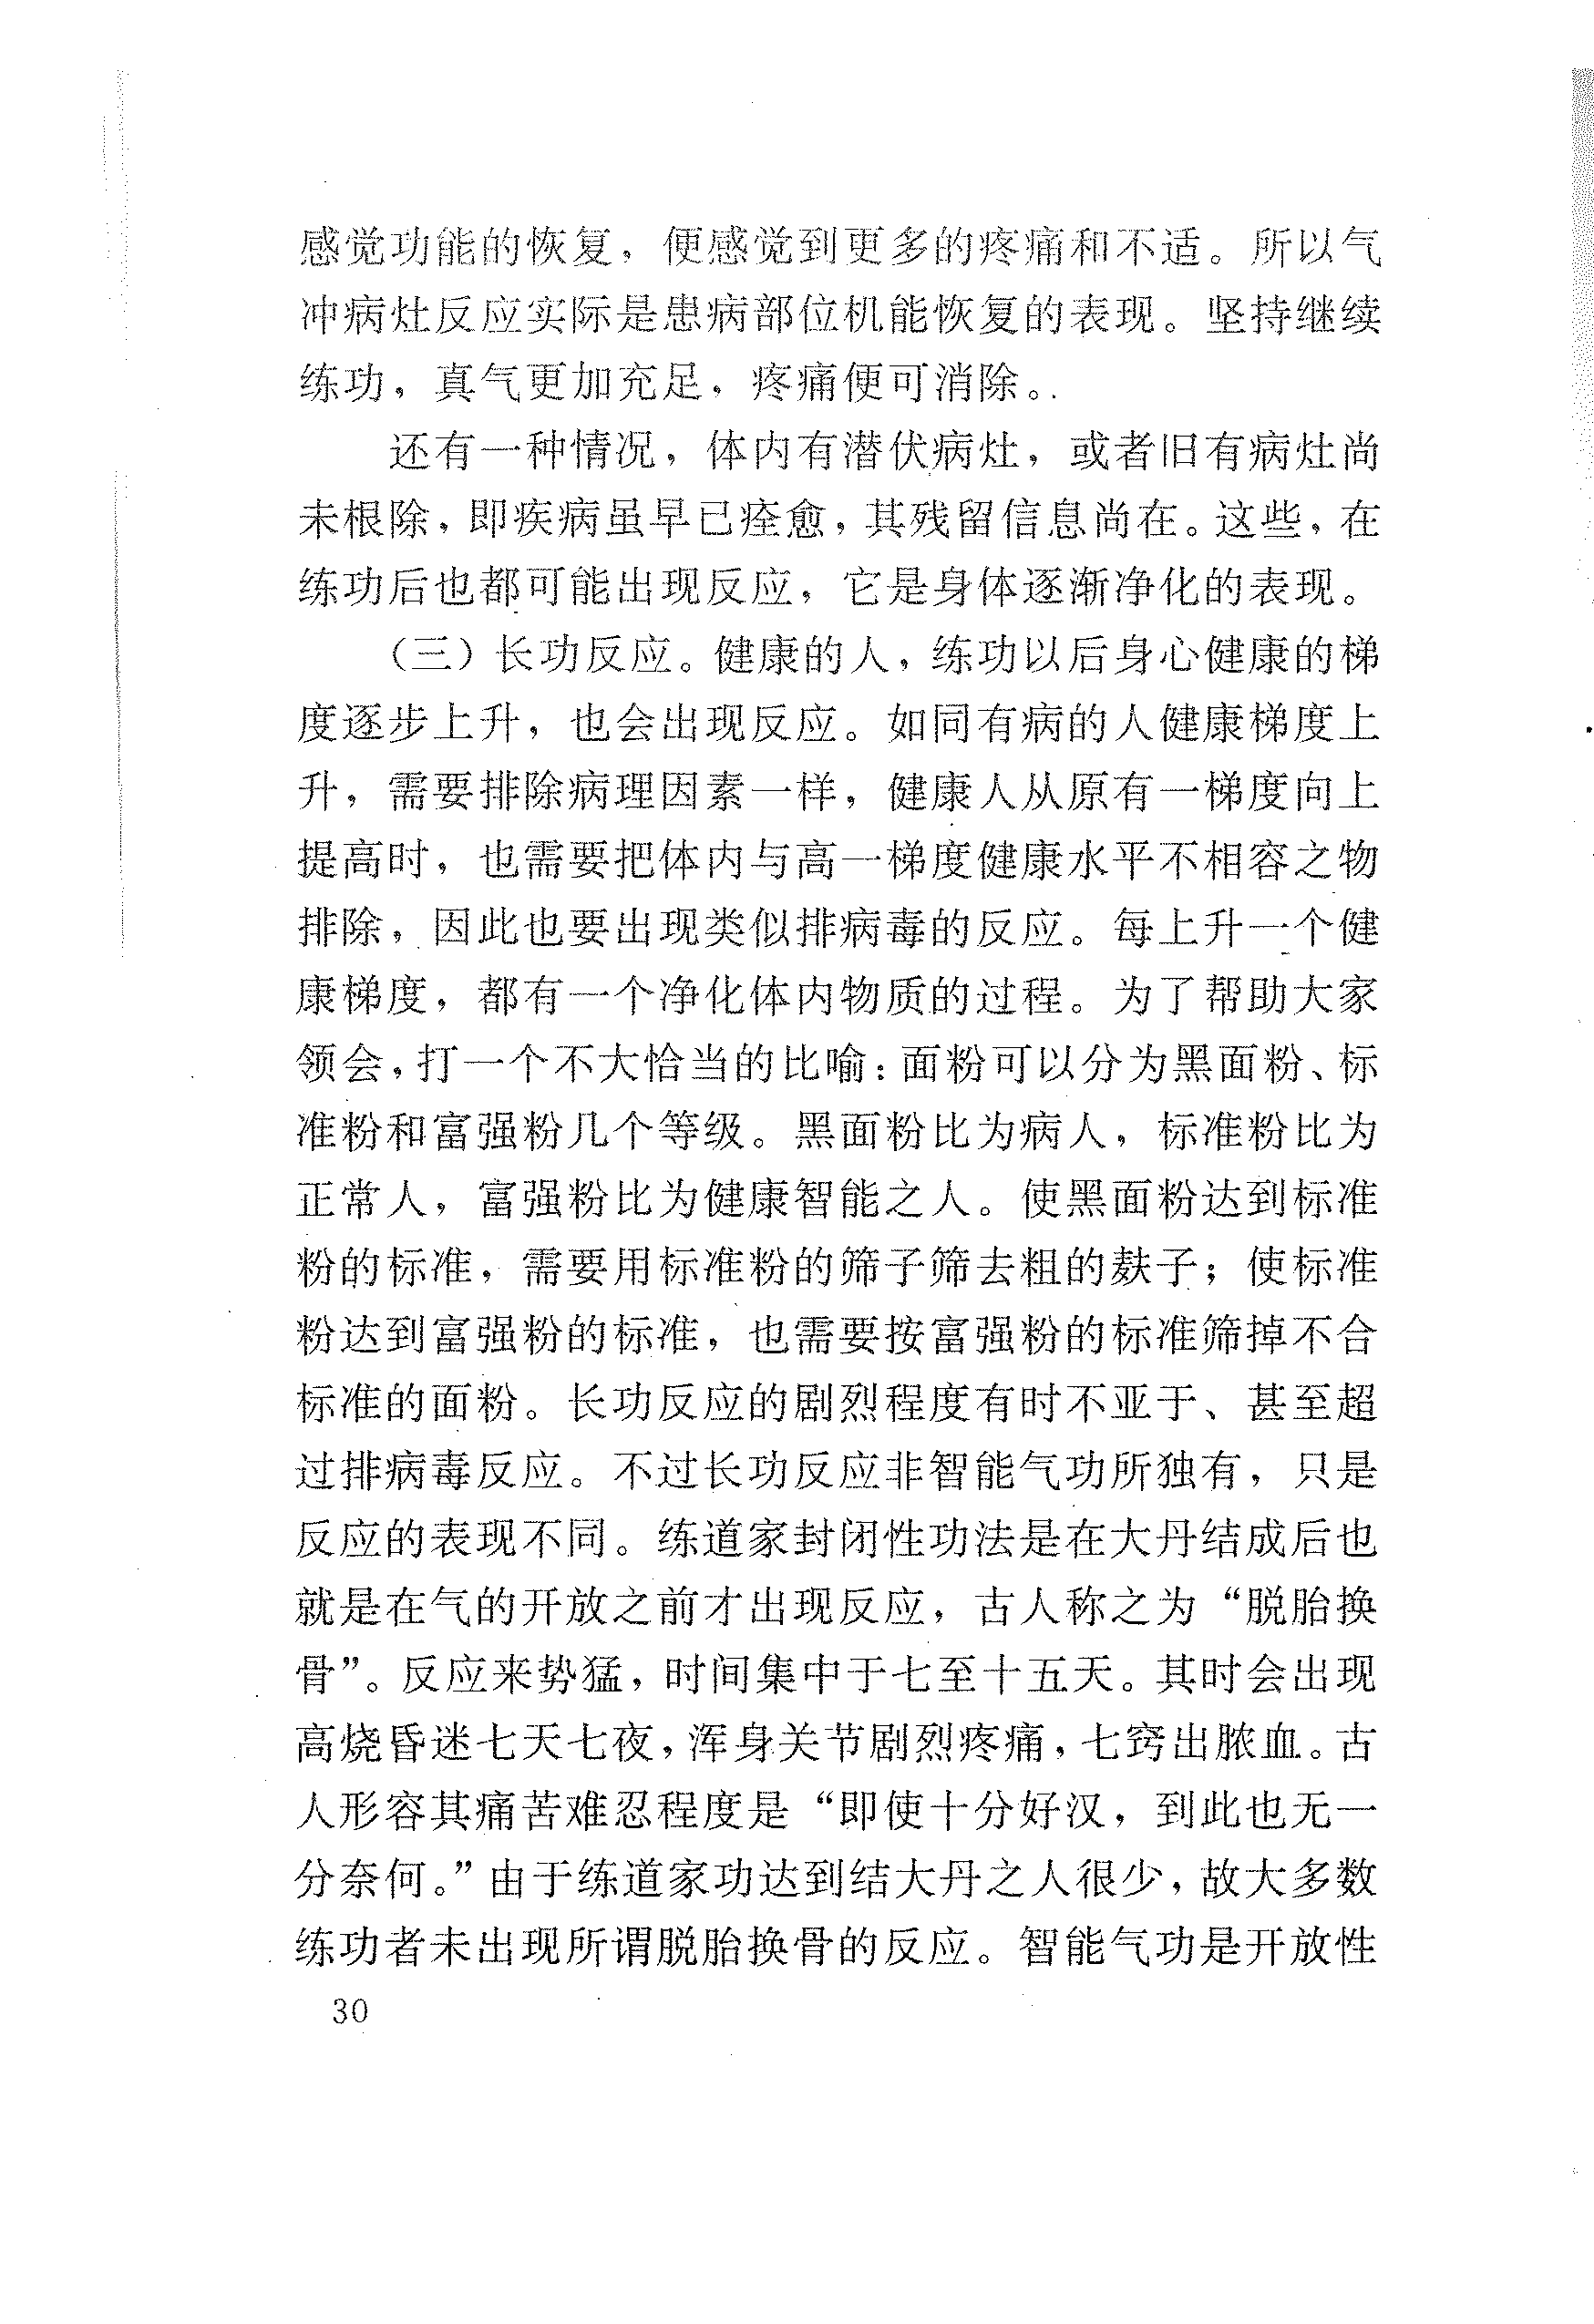 感觉功能的恢复，便感觉到更多的疼痛和不适。所以气
冲病灶反应实际是患病部位机能恢复的表现。坚持继续
练功，真气更加充足，疼痛便可消除。
还有一种情况，体内有潜伏病灶，或者旧有病灶尚
未根除，即疾病虽早已痊愈，其残留信息尚在。这些，在
练功后也都可能出现反应，它是身体逐渐净化的表现。
（三）长功反应。健康的人，练功以后身心健康的梯
度逐步上升，也会出现反应。如同有病的人健康梯度上
升，需要排除病理因素一样，健康人从原有一梯度向上
提高时，也需要把体内与高一梯度健康水平不相容之物
排除，因此也要出现类似排病毒的反应。每上升一个健
康梯度，都有一个净化体内物质的过程。为了帮助大家
领会，打一个不大恰当的比喻：面粉可以分为黑面粉、标
准粉和富强粉几个等级。黑面粉比为病人，标准粉比为
正常人，富强粉比为健康智能之人。使黑面粉达到标准
粉的标准，需要用标准粉的筛子筛去粗的麸子；使标准
粉达到富强粉的标准，也需要按富强粉的标准筛掉不合
标准的面粉。长功反应的剧烈程度有时不亚于、甚至超
过排病毒反应。不过长功反应非智能气功所独有，只是
反应的表现不同。练道家封闭性功法是在大丹结成后也
就是在气的开放之前才出现反应，古人称之为“脱胎换
骨”。反应来势猛，时间集中于七至十五天。其时会出现
高烧昏迷七天七夜，浑身关节剧烈疼痛，七窍出脓血。古
人形容其痛苦难忍程度是“即使十分好汉，到此也无一
分奈何。”由于练道家功达到结大丹之人很少，故大多数
练功者未出现所谓脱胎换骨的反应。智能气功是开放性
30